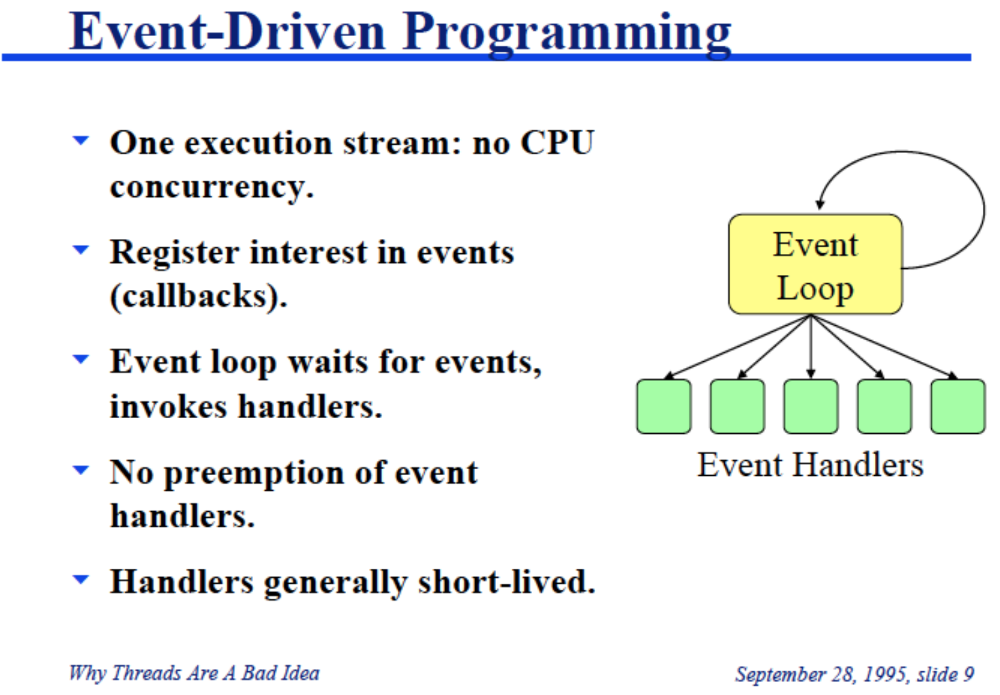 Event-Driven Programming
One execution stream: no CPU
concurrency.
Register interest in events
(callbacks).
Event loop waits for events,
invokes handlers.
No preemption of event
handlers.
Handlers generally short-lived.
Event
Loop
Event Handlers
Why Threads Are A Bad Idea
September 28, 1995, slide 9